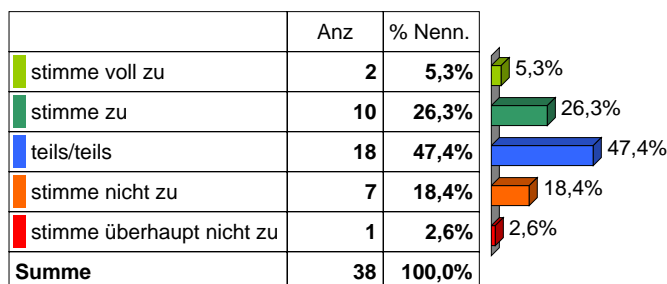 Anz % Nenn.
stimme voll zu 2 5,3% 5,3%
stimme zu 10 26,3% 26,3%
teils/teils 18 47,4% 47,4%
stimme nicht zu 7 18,4% 18,4%
stimme überhaupt nicht zu 1 2,6% 2,6%
Summe 38 100,0%